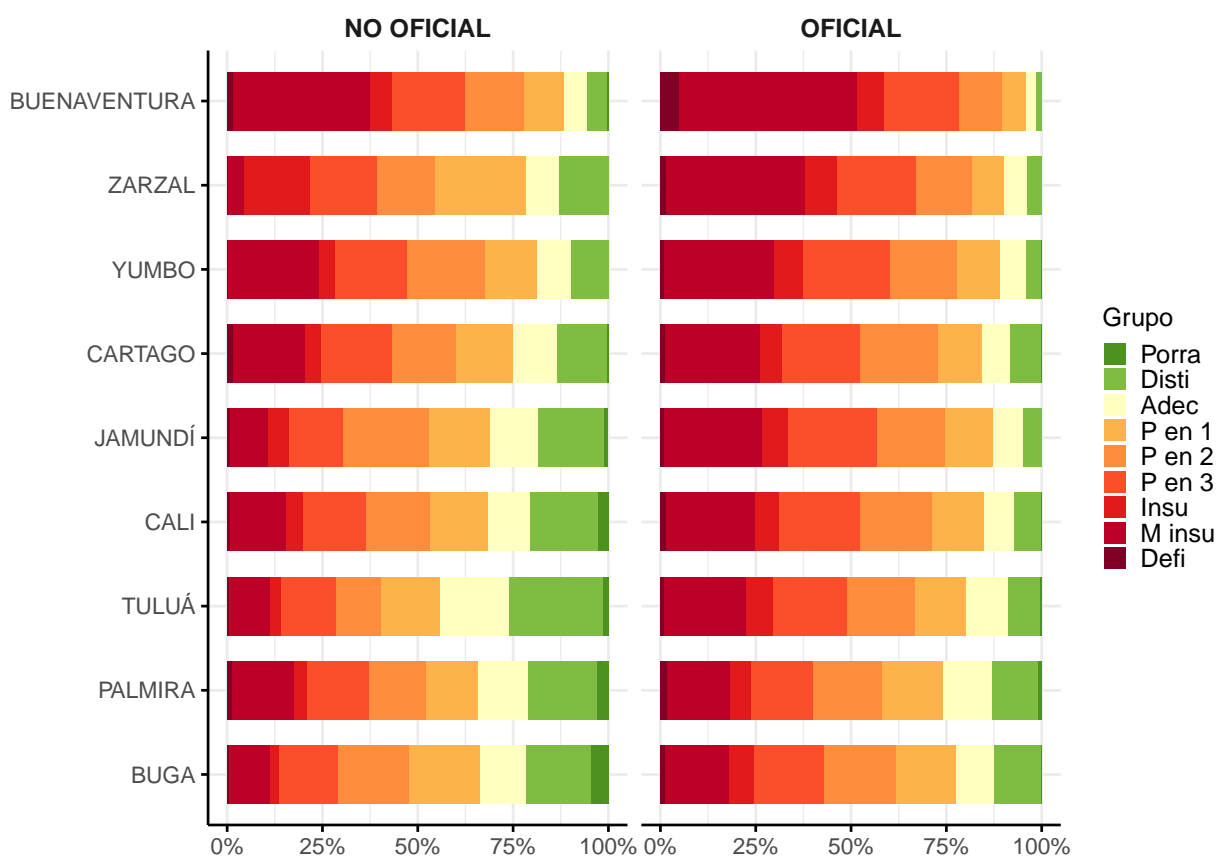 NO OFICIAL OFICIAL
BUENAVENTURA
ZARZAL
YUMBO
CARTAGO
JAMUNDÍ
CALI
TULUÁ
PALMIRA
BUGA
0% 25% 50% 75% 100% 0% 25% 50% 75% 100%
Grupo
Porra
Disti
Adec
P en 1
P en 2
P en 3
Insu
M insu
Defi